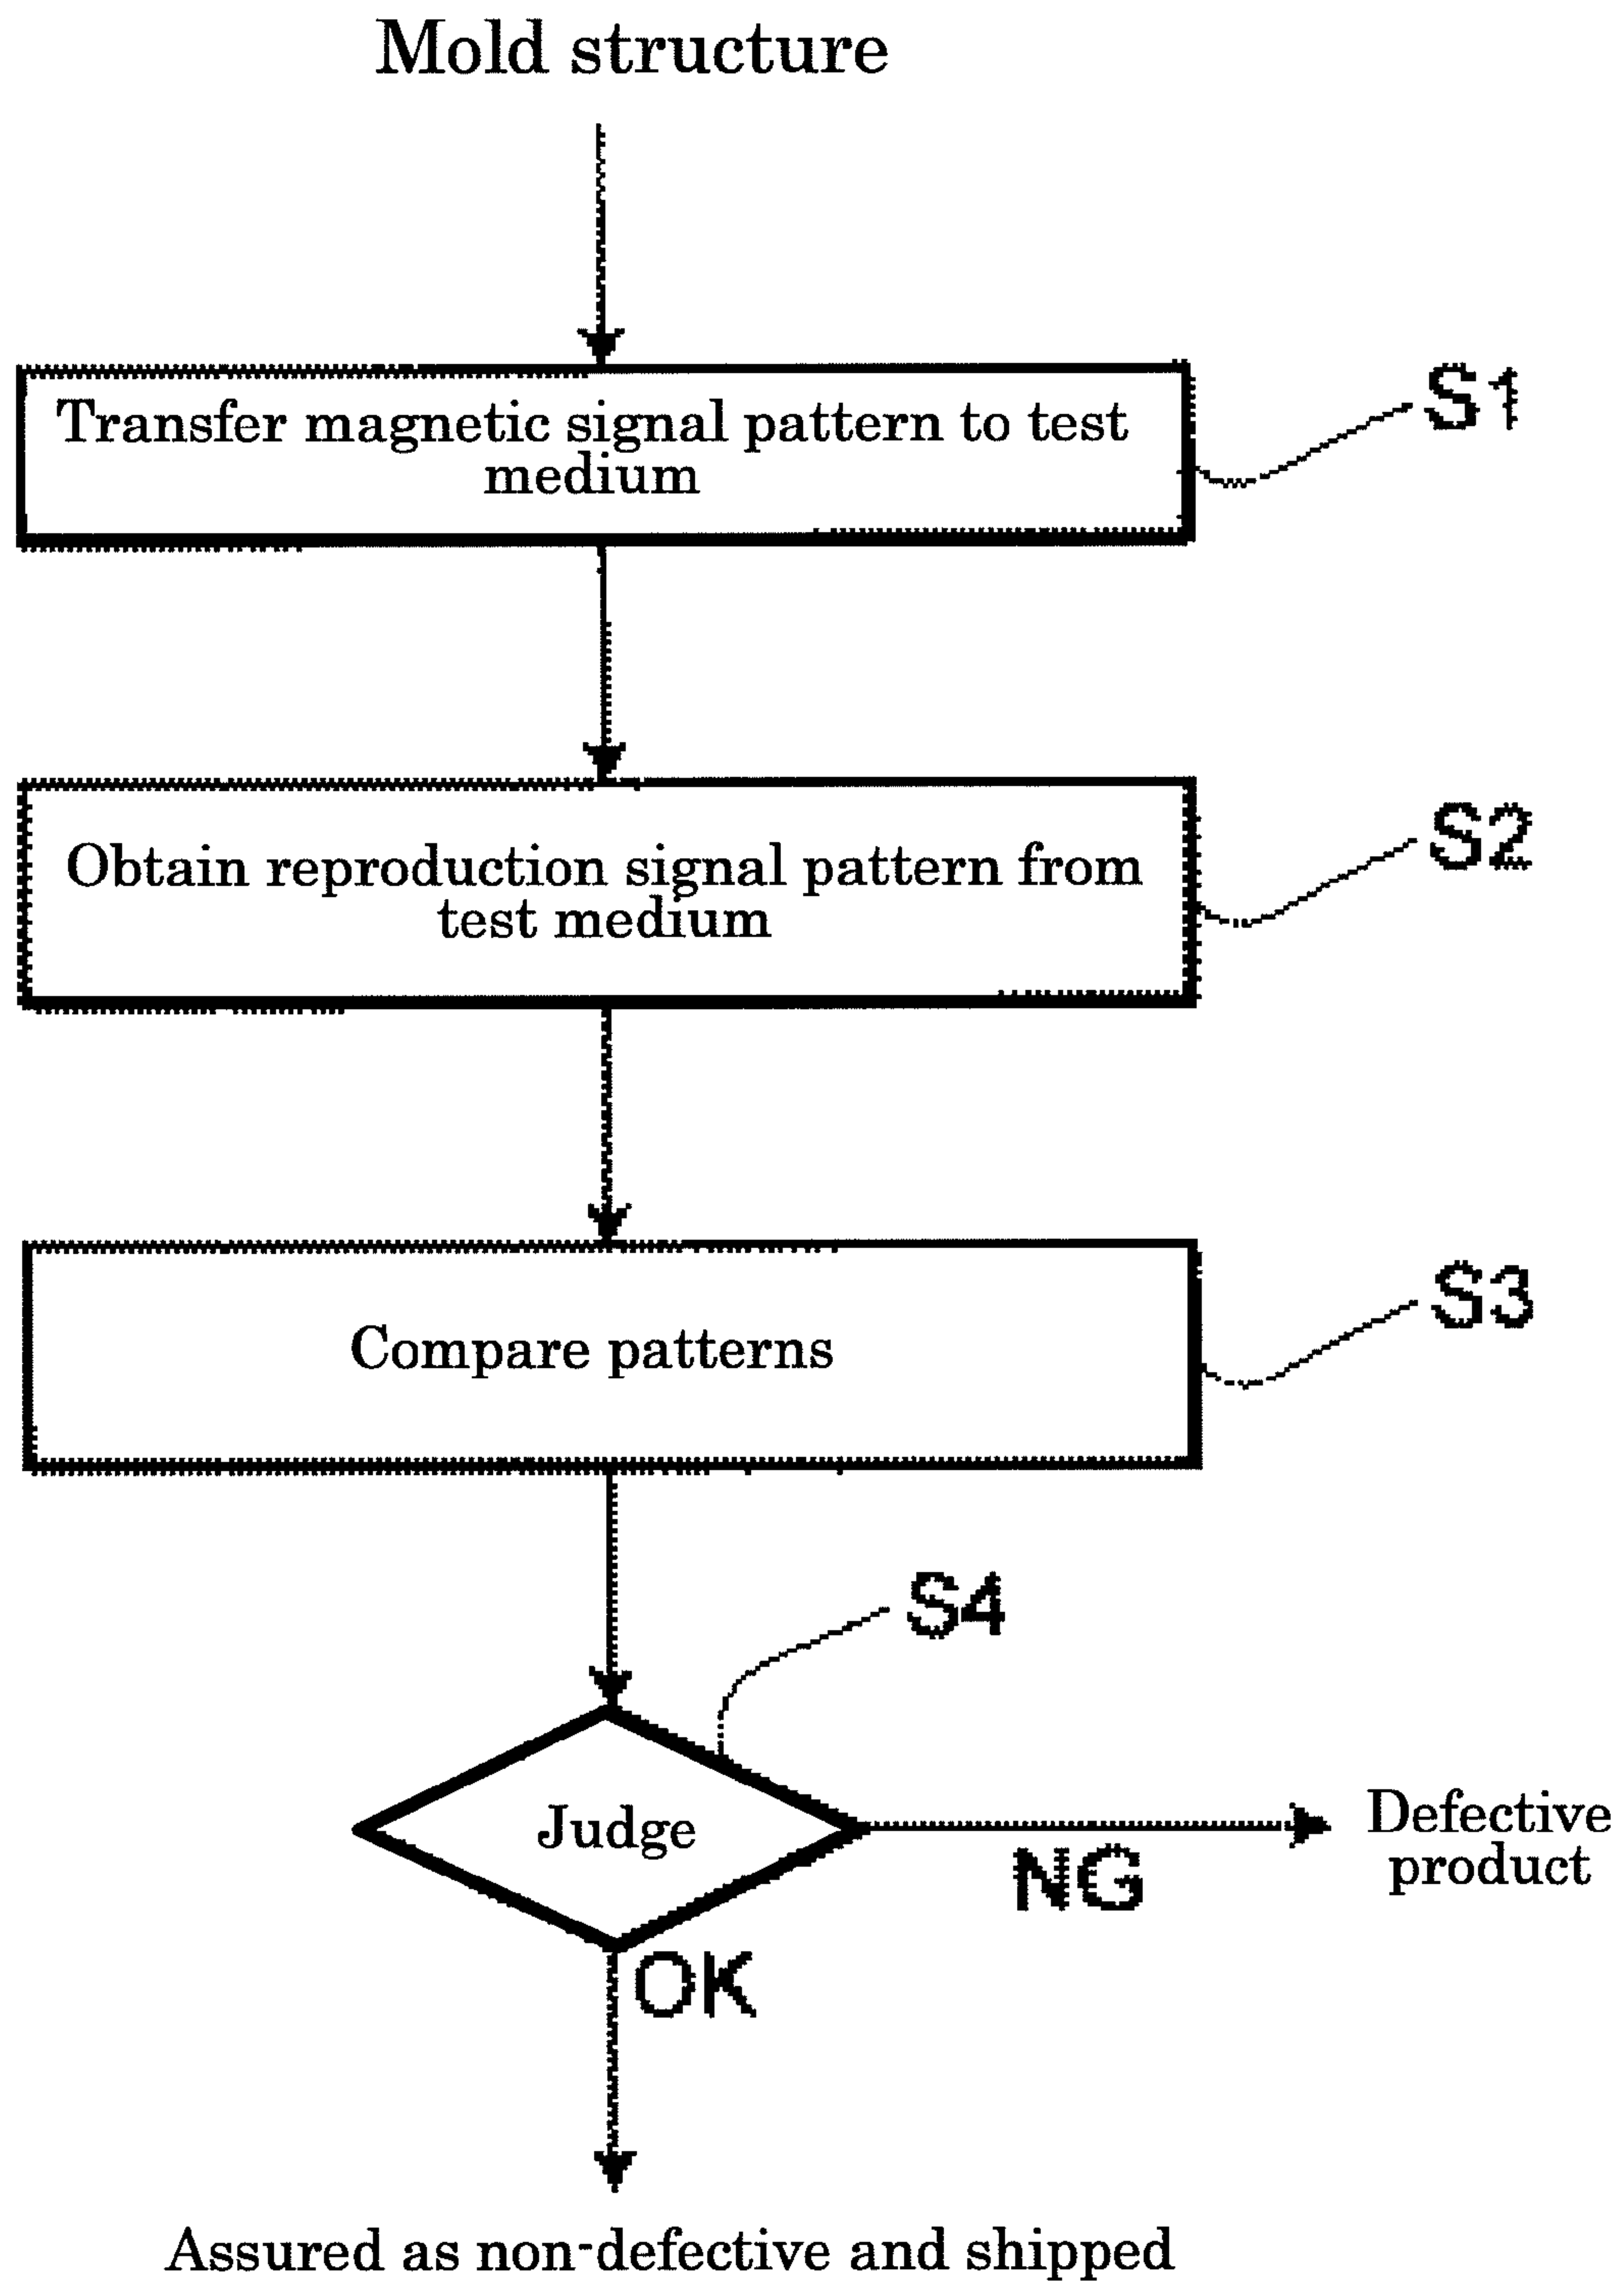 Mold structure
Transfer magnetic signal pattern to test
medium
S1
Obtain reproduction signal pattern from
test medium
S2
Compare patterns
S3
S4
Judge
NG
Defective
product
OK
Assured as non-defective and shipped